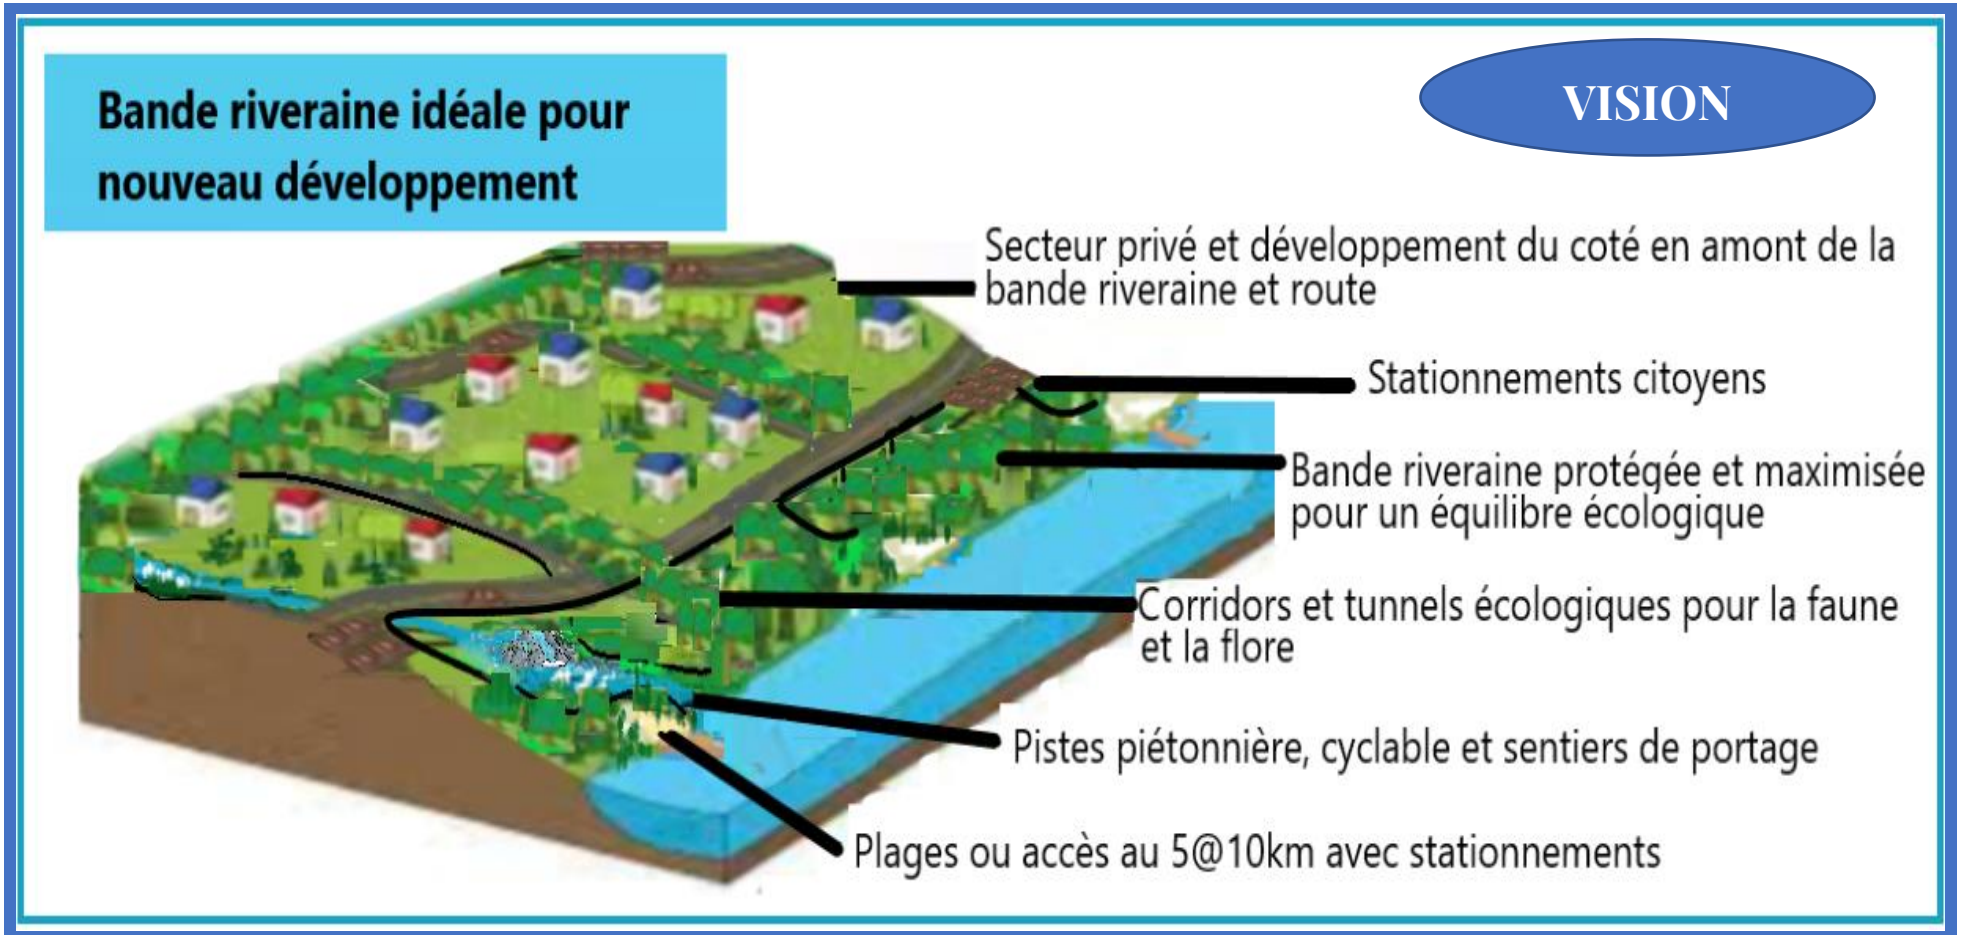 Bande riveraine idéale pour
nouveau développement
VISION
Secteur privé et développement du coté en amont de la
bande riveraine et route
Stationnements citoyens
Bande riveraine protégée et maximisée
pour un équilibre écologique
Corridors et tunnels écologiques pour la faune
et la flore
Pistes piétonnière, cyclable et sentiers de portage
Plages ou accès au 5@10km avec stationnements